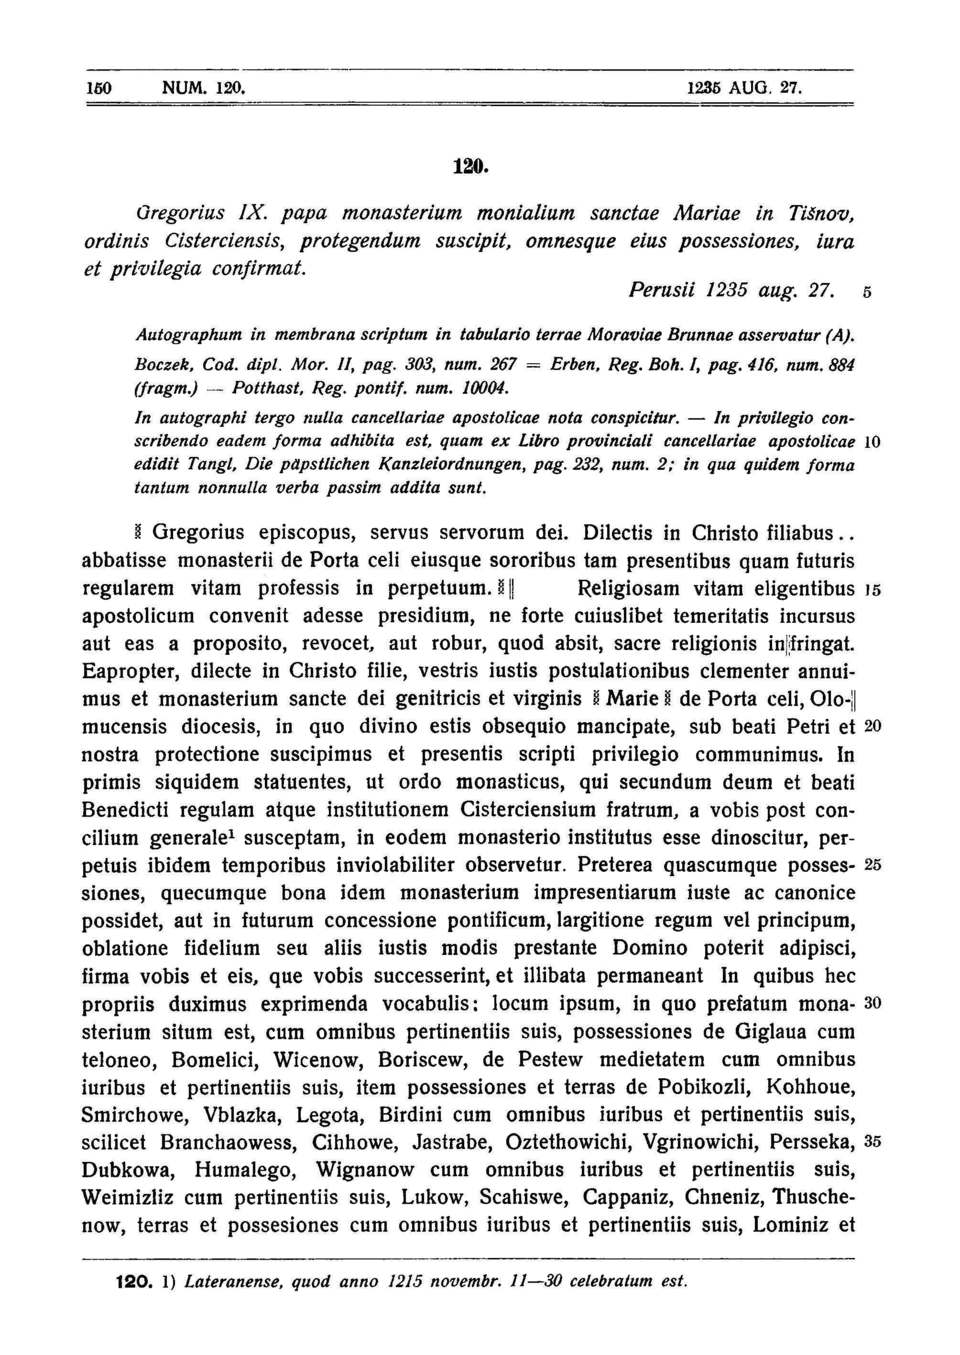 150 NUM. 120. 1235 AUG. 27.
120.
Gregorius IX. papa monasterium monialium sanctae Mariae in Tišnov,
ordinis Cisterciensis, protegendum suscipit, omnesque eius possessiones, iura
et privilegia confirmat.
Perusii 1235 aug. 27. 5
Autographum in membrana scriptum in tabulario terrae Moraviae Brunnae asservatur (A).
Boczek, Cod. dipl. Mor. II, pag. 303, num. 267 = Erben, Reg. Boh. I, pag. 416, num. 884
(fragm.) — Potthast, Reg. pontif. num. 10004.
In autographi tergo nulla cancellariae apostolicae nota conspicitur. — In privilegio con-
scribendo eadem forma adhibita est, quam ex Libro provinciali cancellariae apostolicae 10
edidit Tangl, Die päpstlichen Kanzleiordnungen, pag. 232, num. 2; in qua quidem forma
tantum nonnulla verba passim addita sunt.
⁑ Gregorius episcopus, servus servorum dei. Dilectis in Christo filiabus . .
abbatisse monasterii de Porta celi eiusque sororibus tam presentibus quam futuris
regularem vitam professis in perpetuum. ⁑ || Religiosam vitam eligentibus 15
apostolicum convenit adesse presidium, ne forte cuiuslibet temeritatis incursus
aut eas a proposito, revocet, aut robur, quod absit, sacre religionis in||fringat.
Eapropter, dilecte in Christo filie, vestris iustis postulationibus clementer annui-
mus et monasterium sancte dei genitricis et virginis ⁑ Marie ⁑ de Porta celi, Olo-||
mucensis diocesis, in quo divino estis obsequio mancipate, sub beati Petri et 20
nostra protectione suscipimus et presentis scripti privilegio communimus. In
primis siquidem statuentes, ut ordo monasticus, qui secundum deum et beati
Benedicti regulam atque institutionem Cisterciensium fratrum, a vobis post con-
cilium generale¹ susceptam, in eodem monasterio institutus esse dinoscitur, per-
petuis ibidem temporibus inviolabiliter observetur. Preterea quascumque posses- 25
siones, quecumque bona idem monasterium impresentiarum iuste ac canonice
possidet, aut in futurum concessione pontificum, largitione regum vel principum,
oblatione fidelium seu aliis iustis modis prestante Domino poterit adipisci,
firma vobis et eis, que vobis successerint, et illibata permaneant In quibus hec
propriis duximus exprimenda vocabulis: locum ipsum, in quo prefatum mona- 30
sterium situm est, cum omnibus pertinentiis suis, possessiones de Giglaua cum
teloneo, Bomelici, Wicenow, Boriscew, de Pestew medietatem cum omnibus
iuribus et pertinentiis suis, item possessiones et terras de Pobikozli, Kohhoue,
Smirchowe, Vblazka, Legota, Birdini cum omnibus iuribus et pertinentiis suis,
scilicet Branchaowess, Cihhowe, Jastrabe, Oztethowichi, Vgrinowichi, Persseka, 35
Dubkowa, Humalego, Wignanow cum omnibus iuribus et pertinentiis suis,
Weimizliz cum pertinentiis suis, Lukow, Scahiswe, Cappaniz, Chneniz, Thusche-
now, terras et possesiones cum omnibus iuribus et pertinentiis suis, Lominiz et
120. 1) Lateranense, quod anno 1215 novembr. 11—30 celebratum est.